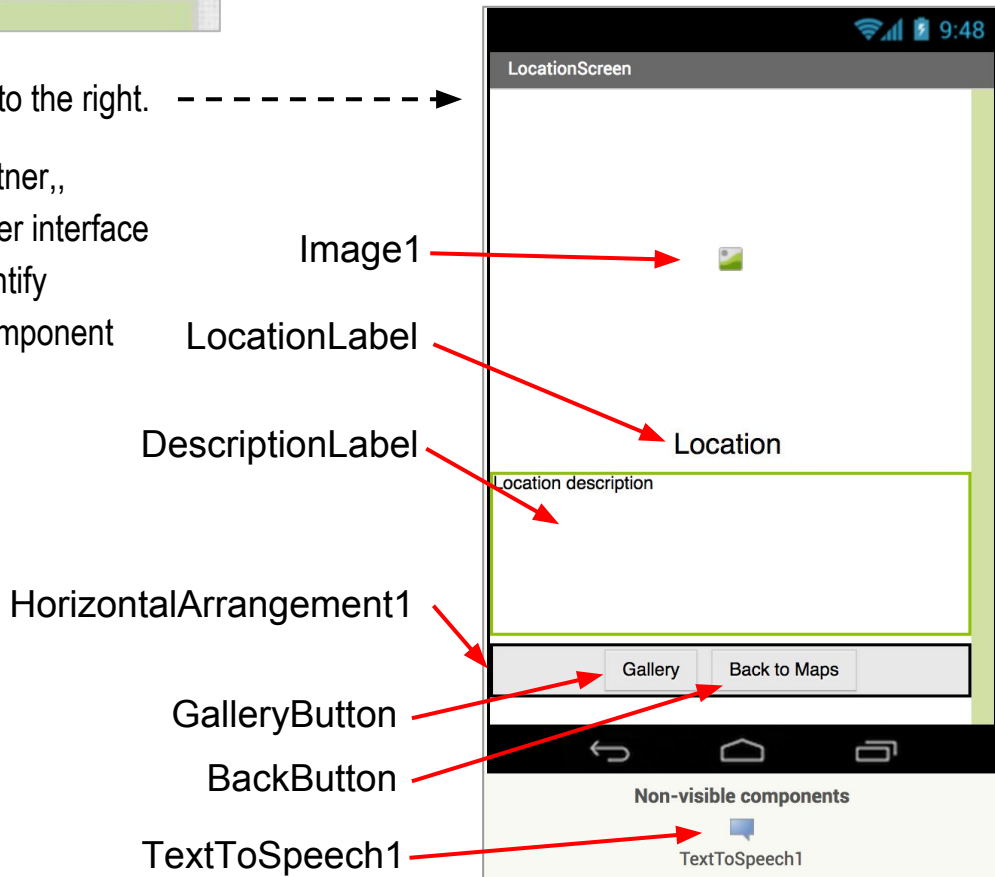 to the right.
tner,,
er interface
ntify
mponent
Image1
LocationLabel
DescriptionLabel
HorizontalArrangement1
GalleryButton
BackButton
TextToSpeech1
9:48
LocationScreen
Location
Location description
Gallery Back to Maps
Non-visible components
TextToSpeech1